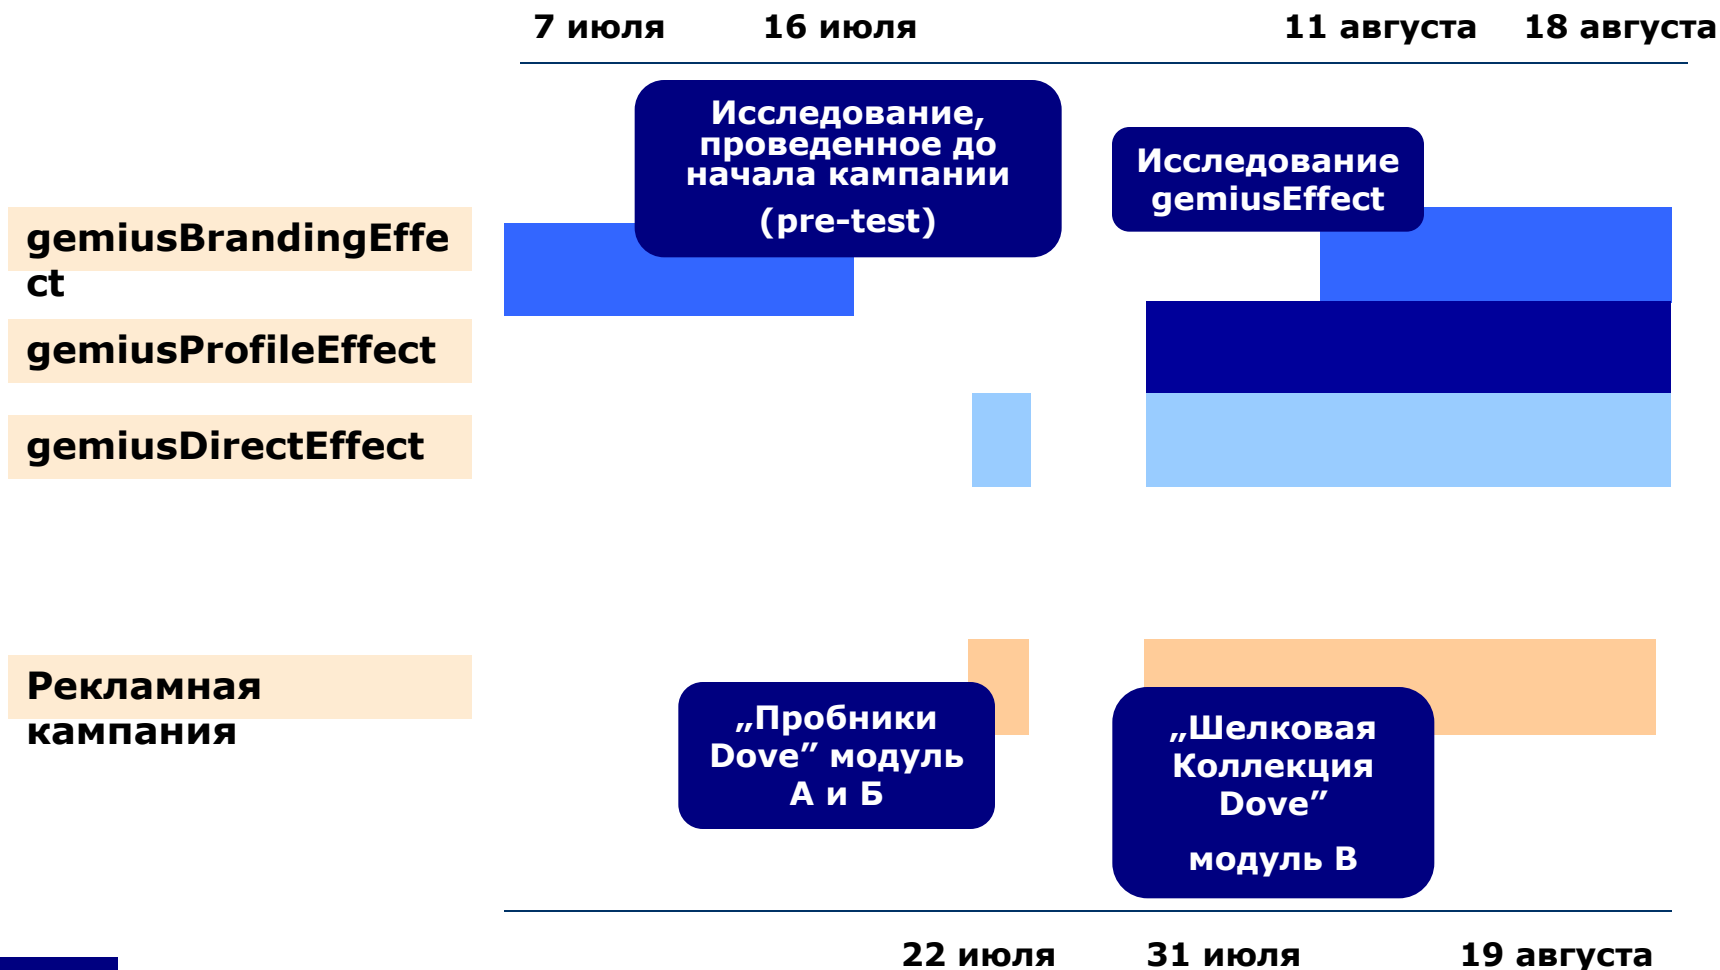 7 июля 16 июля 11 августа 18 августа
Исследование,
проведенное до
начала кампании
(pre-test)
Исследование
gemiusEffect
gemiusBrandingEffe
ct
gemiusProfileEffect
gemiusDirectEffect
Рекламная
кампания
„Пробники
Dove” модуль
А и Б
„Шелковая
Коллекция
Dove”
модуль В
22 июля 31 июля 19 августа